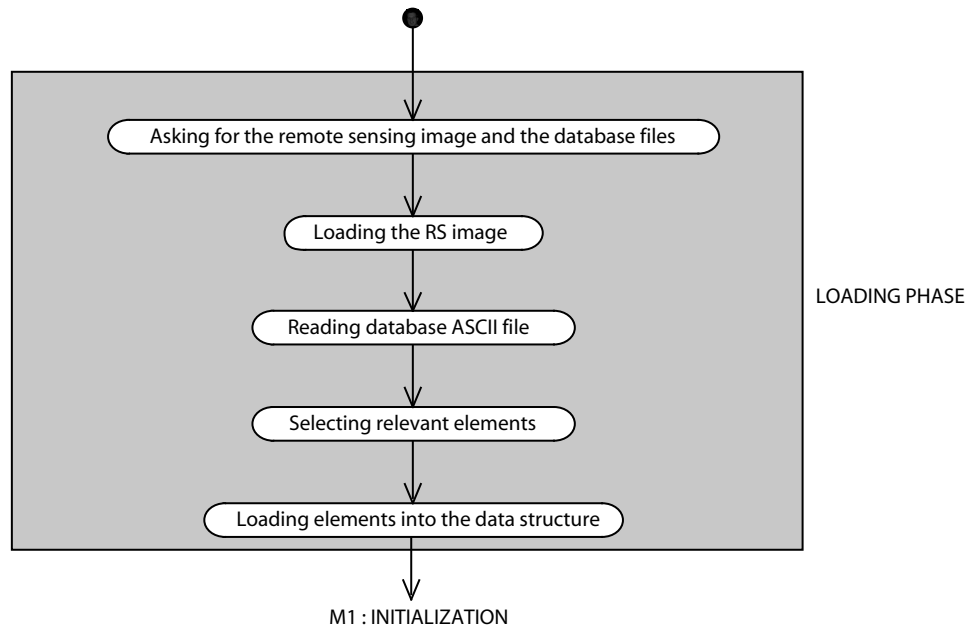 Asking for the remote sensing image and the database files
Loading the RS image
Reading database ASCII file
LOADING PHASE
Selecting relevant elements
Loading elements into the data structure
M1 : INITIALIZATION